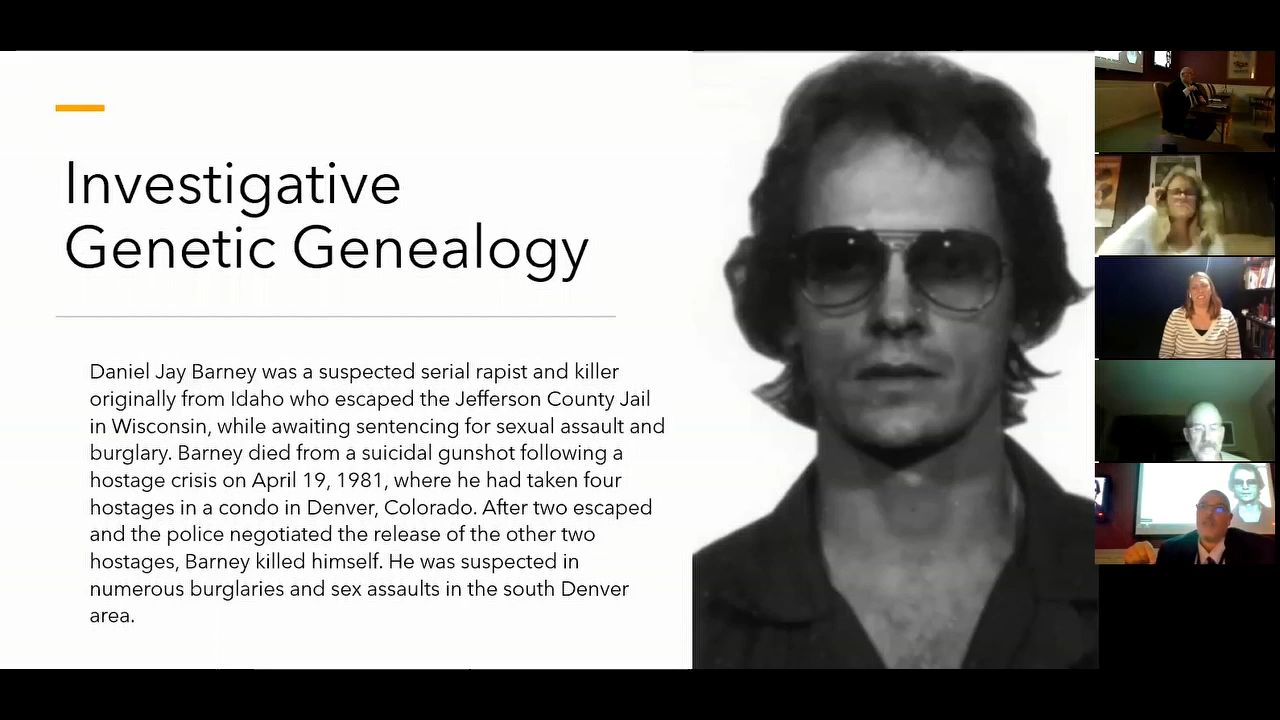 Investigative
Genetic Genealogy
Daniel Jay Barney was a suspected serial rapist and killer
originally from Idaho who escaped the Jefferson County Jail
in Wisconsin, while awaiting sentencing for sexual assault and
burglary. Barney died from a suicidal gunshot following a
hostage crisis on April 19, 1981, where he had taken four
hostages in a condo in Denver, Colorado. After two escaped
and the police negotiated the release of the other two
hostages, Barney killed himself. He was suspected in
numerous burglaries and sex assaults in the south Denver
area.